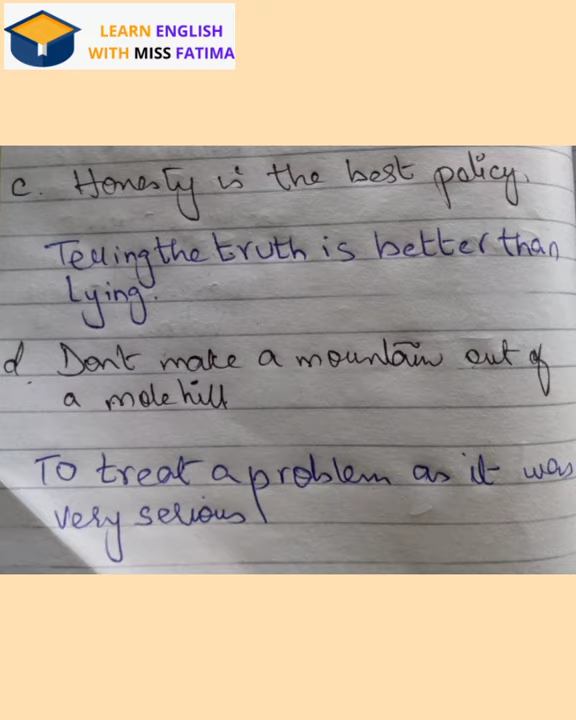 LEARN ENGLISH
WITH MISS FATIMA
c. Honesty is the best policy.
Telling the truth is better than
Lying.
d. Don't make a mountain out of
a mole hill
To treat a problem as it was
very serious